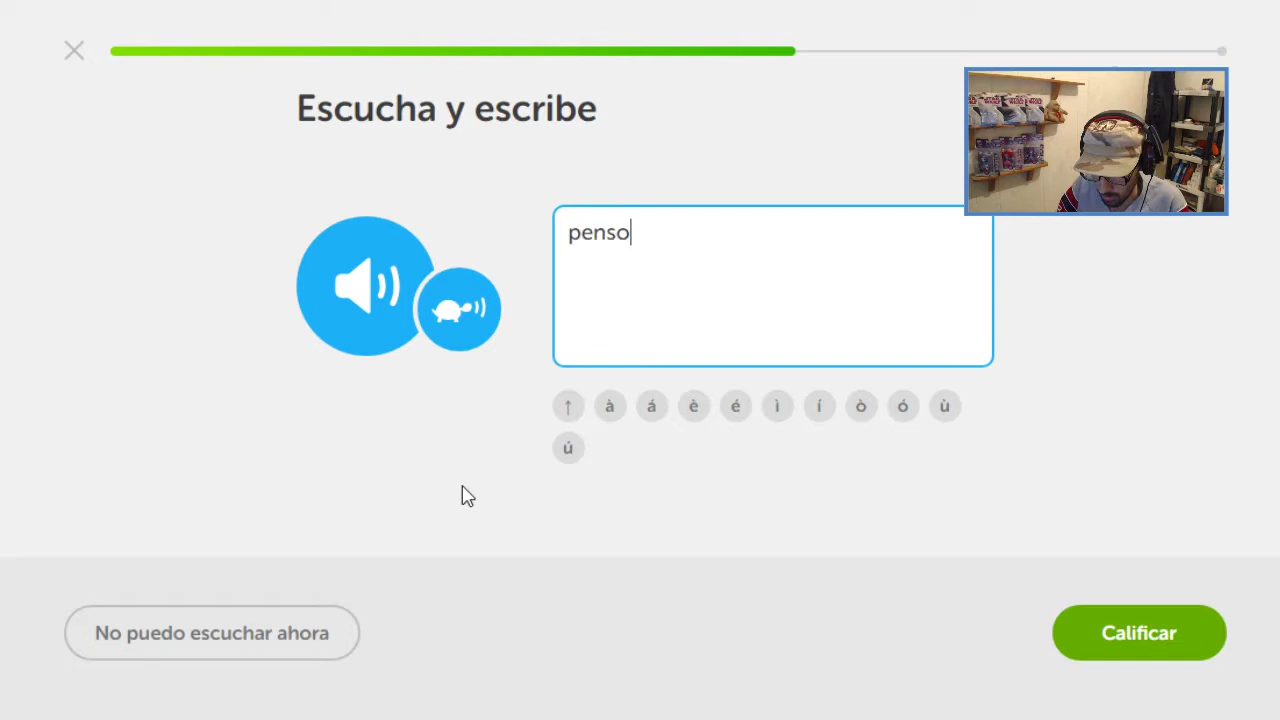 Escucha y escribe
penso
↑ à á è é ì í ò ó ù
ú
No puedo escuchar ahora
Calificar